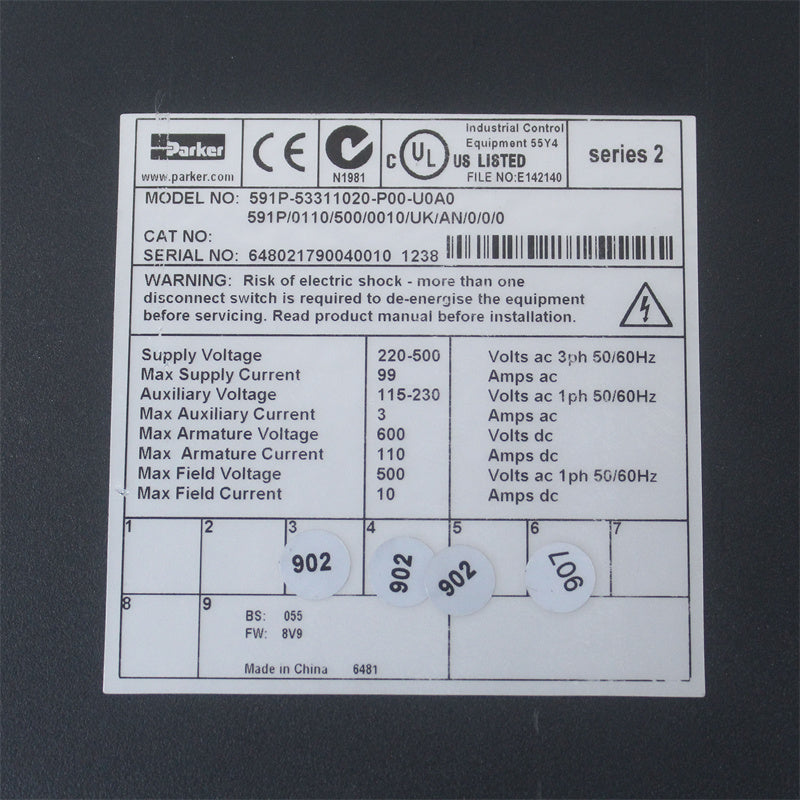 Parker
www.parker.com
CE
N1981
C UL US LISTED
Industrial Control
Equipment 55Y4
FILE NO:E142140
series 2
MODEL NO: 591P-53311020-P00-U0A0
591P/0110/500/0010/UK/AN/0/0/0
CAT NO:
SERIAL NO: 648021790040010 1238
WARNING: Risk of electric shock - more than one
disconnect switch is required to de-energise the equipment
before servicing. Read product manual before installation.
Supply Voltage 220-500 Volts ac 3ph 50/60Hz
Max Supply Current 99 Amps ac
Auxiliary Voltage 115-230 Volts ac 1ph 50/60Hz
Max Auxiliary Current 3 Amps ac
Max Armature Voltage 600 Volts dc
Max Armature Current 110 Amps dc
Max Field Voltage 500 Volts ac 1ph 50/60Hz
Max Field Current 10 Amps dc
1 2 3 4 5 6 7
902 902 902 907
8 9
BS: 055
FW: 8V9
Made in China 6481